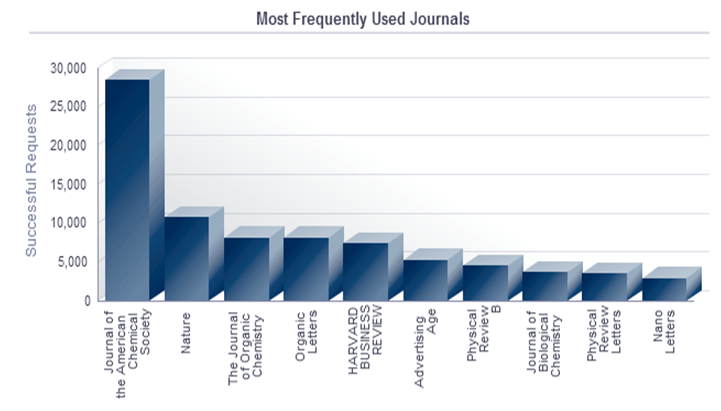 Most Frequently Used Journals
Successful Requests
30,000
25,000
20,000
15,000
10,000
5,000
0
Journal of
the American
Chemical
Society
Nature
The Journal
of Organic
Chemistry
Organic
Letters
HARVARD
BUSINESS
REVIEW
Advertising
Age
Physical
Review
B
Journal of
Biological
Chemistry
Physical
Review
Letters
Nano
Letters